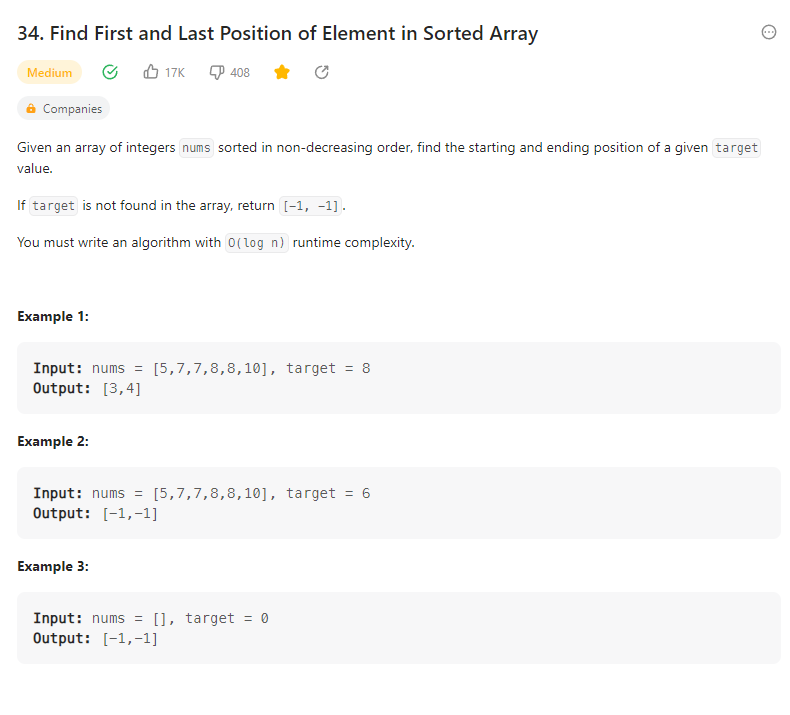 34. Find First and Last Position of Element in Sorted Array
Medium 17K 408
Companies
Given an array of integers nums sorted in non-decreasing order, find the starting and ending position of a given target
value.
If target is not found in the array, return [-1, -1].
You must write an algorithm with O(log n) runtime complexity.
Example 1:
Input: nums = [5,7,7,8,8,10], target = 8
Output: [3,4]
Example 2:
Input: nums = [5,7,7,8,8,10], target = 6
Output: [-1,-1]
Example 3:
Input: nums = [], target = 0
Output: [-1,-1]